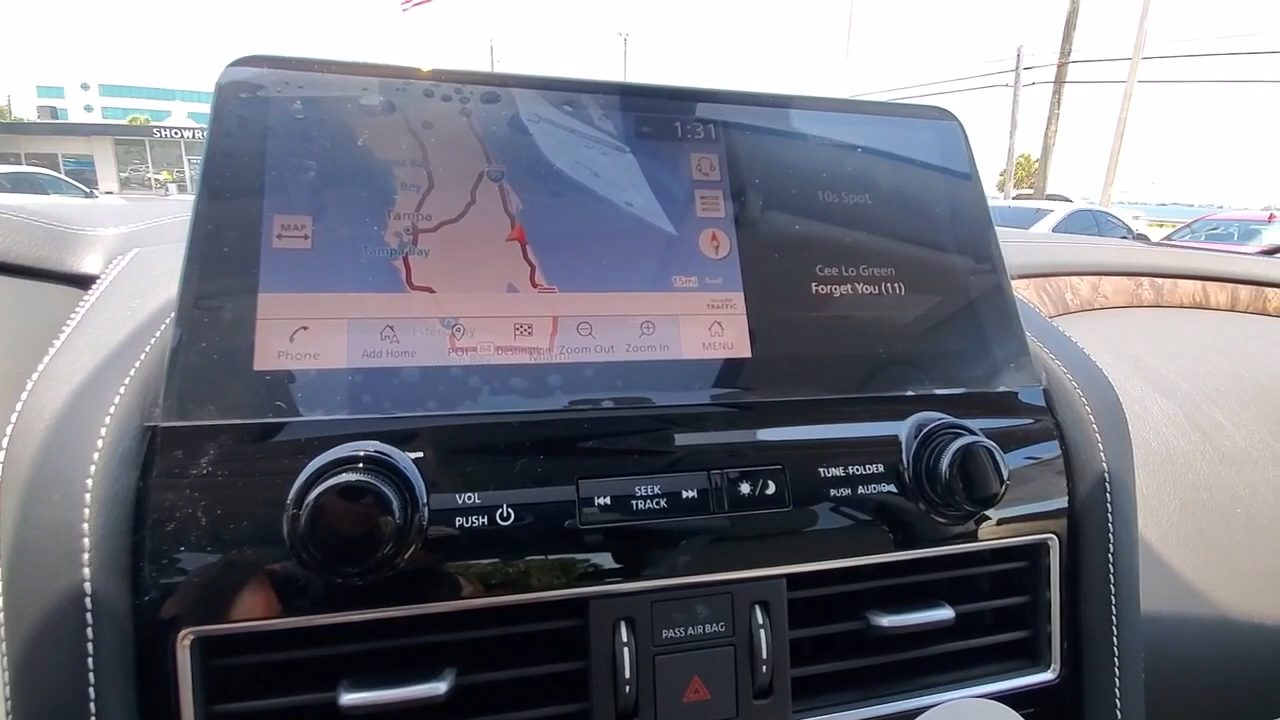 SHOWRO
1:31
10s Spot
MAP
Bay
Tampa
Tampa Bay
Cee Lo Green
Forget You (11)
15mi
TRAFFIC
Phone
Add Home
POI
84
Destination
Miami
Zoom Out
Zoom In
MENU
VOL
PUSH
SEEK
TRACK
TUNE·FOLDER
PUSH AUDIO
PASS AIR BAG